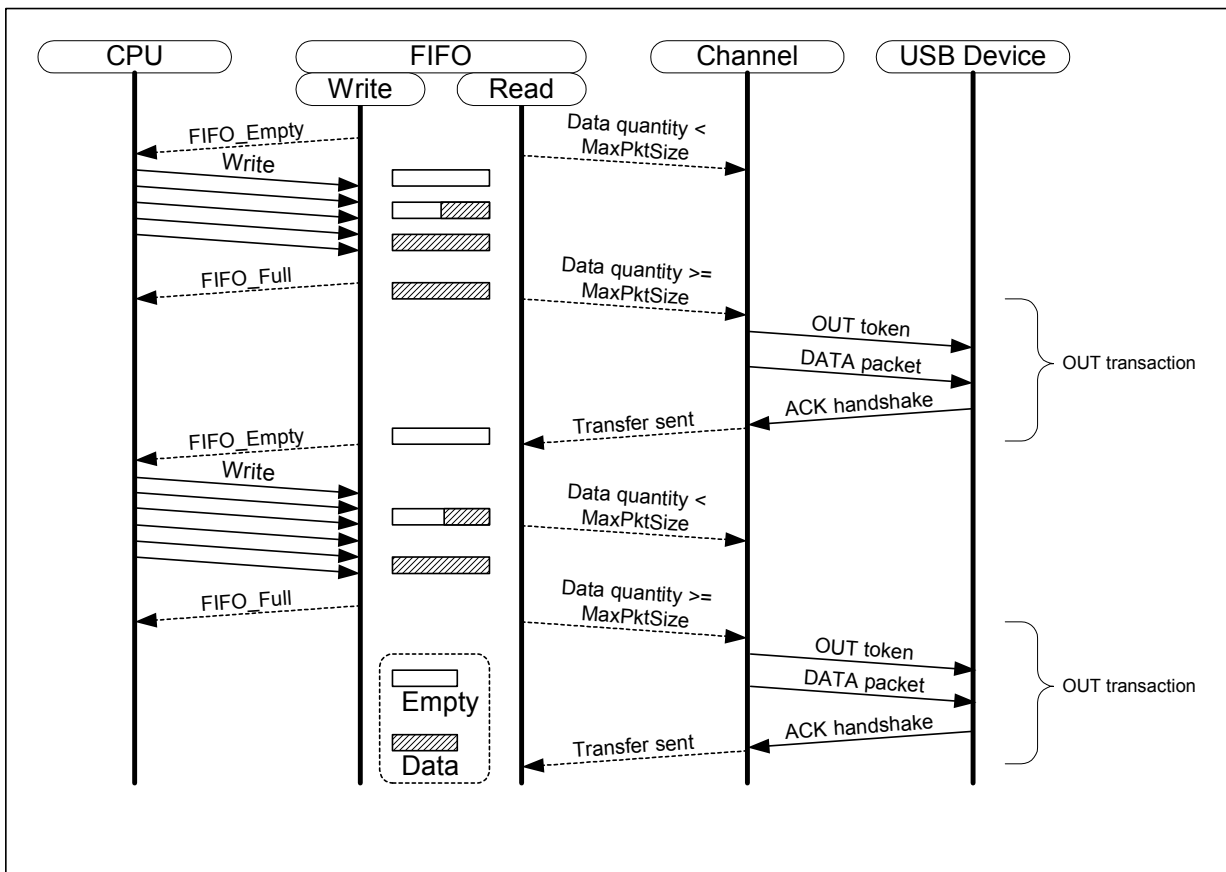 CPU
FIFO
Channel
USB Device
Write
Read
FIFO_Empty
Data quantity <
MaxPktSize
Write
FIFO_Full
Data quantity >=
MaxPktSize
OUT token
OUT transaction
DATA packet
ACK handshake
Transfer sent
FIFO_Empty
Write
Data quantity <
MaxPktSize
FIFO_Full
Data quantity >=
MaxPktSize
OUT token
DATA packet
OUT transaction
Empty
ACK handshake
Transfer sent
Data